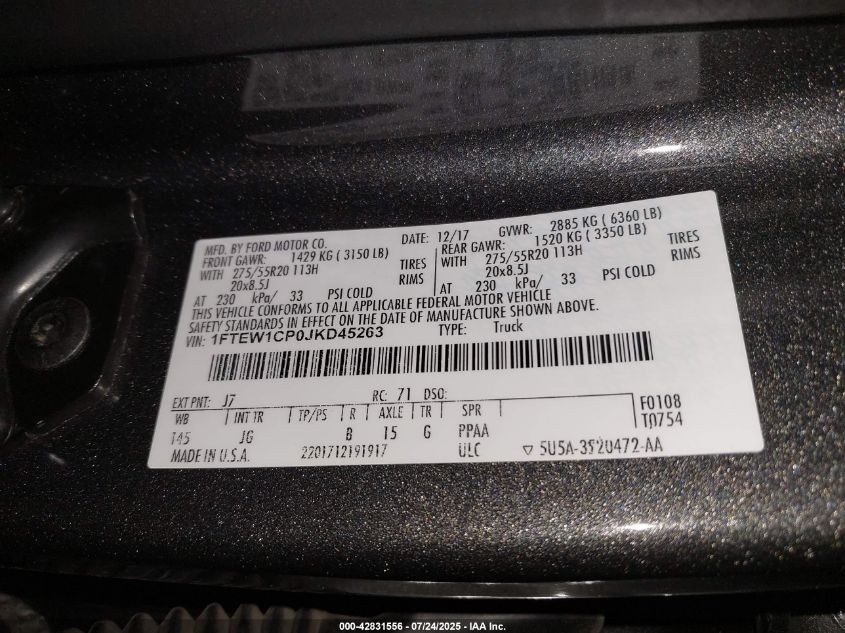 MFD. BY FORD MOTOR CO. DATE: 12/17 GVWR: 2885 KG ( 6360 LB)
FRONT GAWR: 1429 KG ( 3150 LB) REAR GAWR: 1520 KG ( 3350 LB)
WITH 275/55R20 113H TIRES WITH 275/55R20 113H TIRES
20x8.5J RIMS 20x8.5J RIMS
AT 230 kPa/ 33 PSI COLD AT 230 kPa/ 33 PSI COLD
THIS VEHICLE CONFORMS TO ALL APPLICABLE FEDERAL MOTOR VEHICLE
SAFETY STANDARDS IN EFFECT ON THE DATE OF MANUFACTURE SHOWN ABOVE.
VIN: 1FTEW1CP0JKD45263 TYPE: Truck
EXT PNT: J7 RC: 71 DSO:
WB INT TR TP/PS R AXLE TR SPR F0108
145 JG B 15 G PPAA T0754
MADE IN U.S.A. 2201712191917 ULC 5U5A-3520472-AA
000-42831556 / 07/24/2025 - IAA Inc.